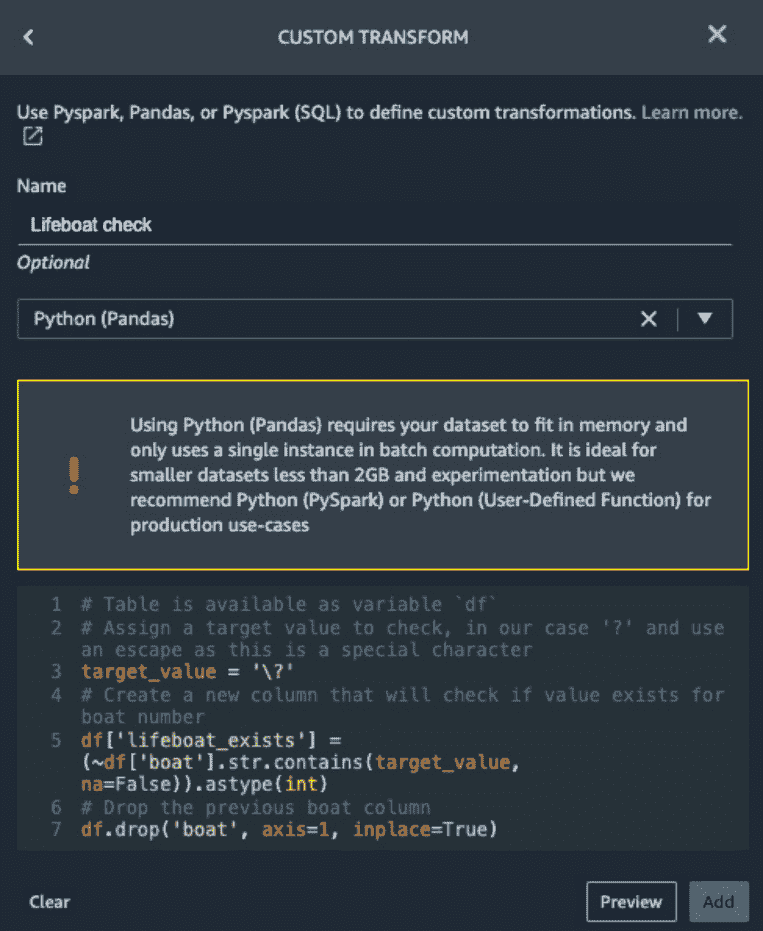 CUSTOM TRANSFORM
Use Pyspark, Pandas, or Pyspark (SQL) to define custom transformations. Learn more.
Name
Lifeboat check
Optional
Python (Pandas)
Using Python (Pandas) requires your dataset to fit in memory and
only uses a single instance in batch computation. It is ideal for
smaller datasets less than 2GB and experimentation but we
recommend Python (PySpark) or Python (User-Defined Function) for
production use-cases
1 # Table is available as variable `df`
2 # Assign a target value to check, in our case '?' and use
an escape as this is a special character
3 target_value = '\?'
4 # Create a new column that will check if value exists for
boat number
5 df['lifeboat_exists'] =
(~df['boat'].str.contains(target_value,
na=False)).astype(int)
6 # Drop the previous boat column
7 df.drop('boat', axis=1, inplace=True)
Clear
Preview
Add